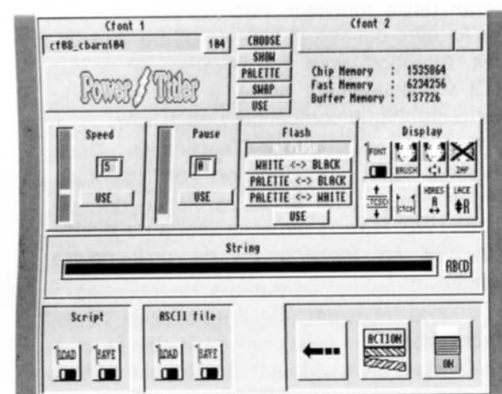 Cfont 1
Cfont 2
cf08_cbarn104
104
CHOOSE
SHOW
PALETTE
SWAP
USE
Power Titler
Chip Memory : 1535864
Fast Memory : 6234256
Buffer Memory : 137726
Speed
5
USE
Pause
0
USE
Flash
NO FLASH
WHITE <-> BLACK
PALETTE <-> BLACK
PALETTE <-> WHITE
USE
Display
FONT
BRUSH
ZAP
HIRES
R
LACE
R
String
ABCD
Script
LOAD
SAVE
ASCII file
LOAD
SAVE
ACTION
ON